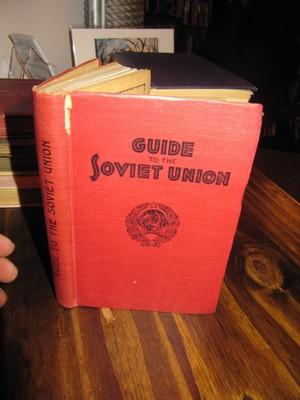 GUIDE
TO THE
SOVIET UNION
GUIDE TO THE SOVIET UNION